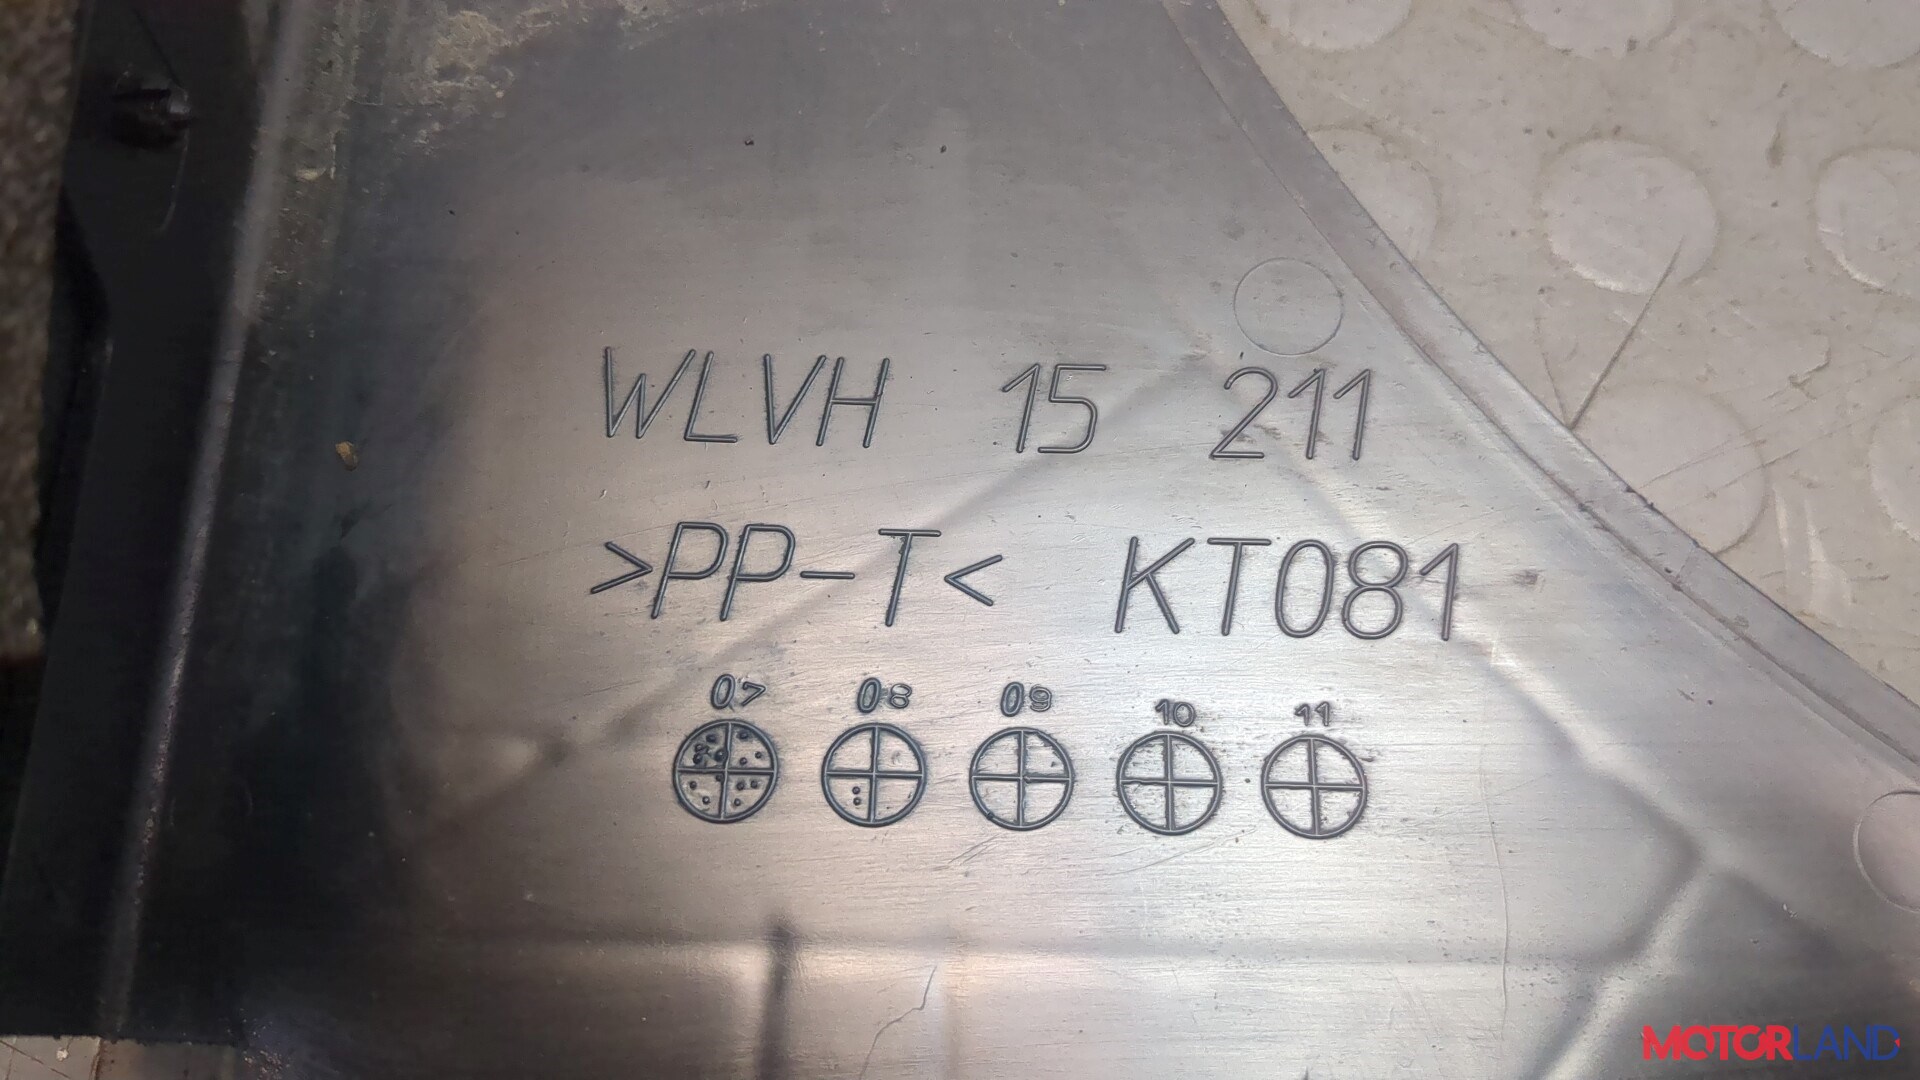 WLVH 15 211
>PP-T< KT081
07 08 09 10 11
MOTORLAND